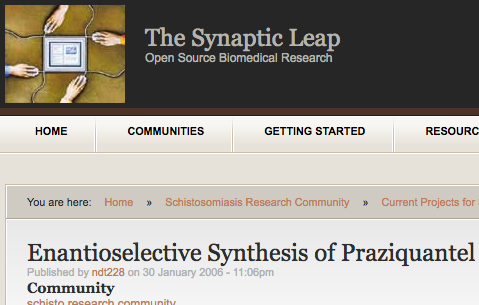 The Synaptic Leap
Open Source Biomedical Research
HOME COMMUNITIES GETTING STARTED RESOURC
You are here: Home » Schistosomiasis Research Community » Current Projects for
Enantioselective Synthesis of Praziquantel
Published by ndt228 on 30 January 2006 - 11:06pm
Community
schisto research community